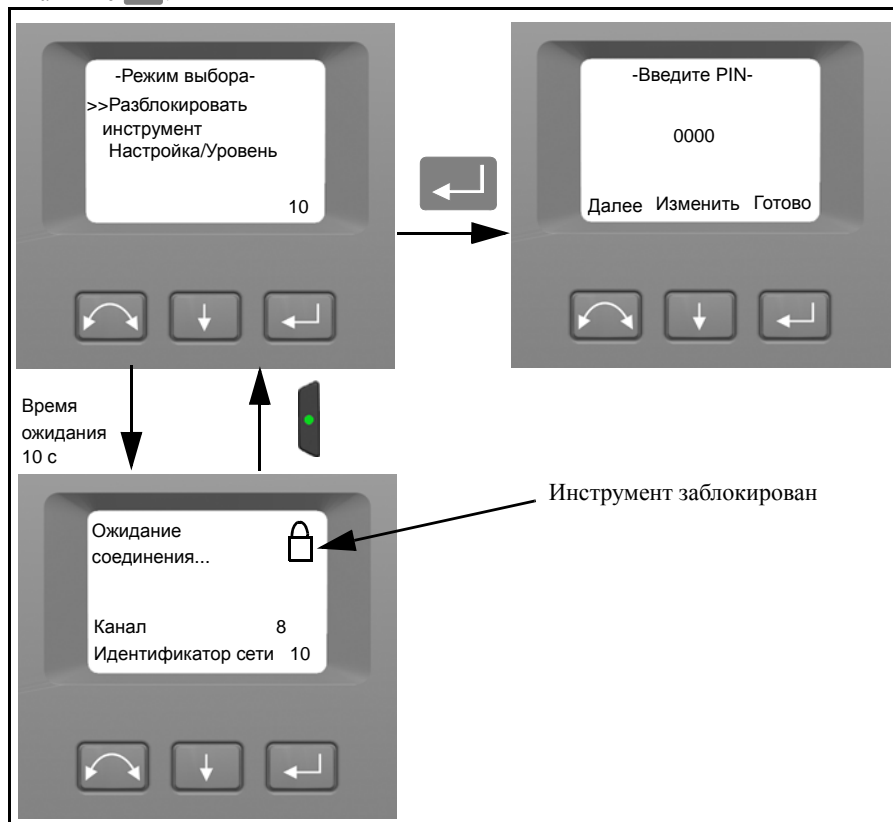 -Режим выбора-
>>Разблокировать
инструмент
Настройка/Уровень
10
-Введите PIN-
0000
Далее Изменить Готово
Время
ожидания
10 с
Инструмент заблокирован
Ожидание
соединения...
Канал 8
Идентификатор сети 10